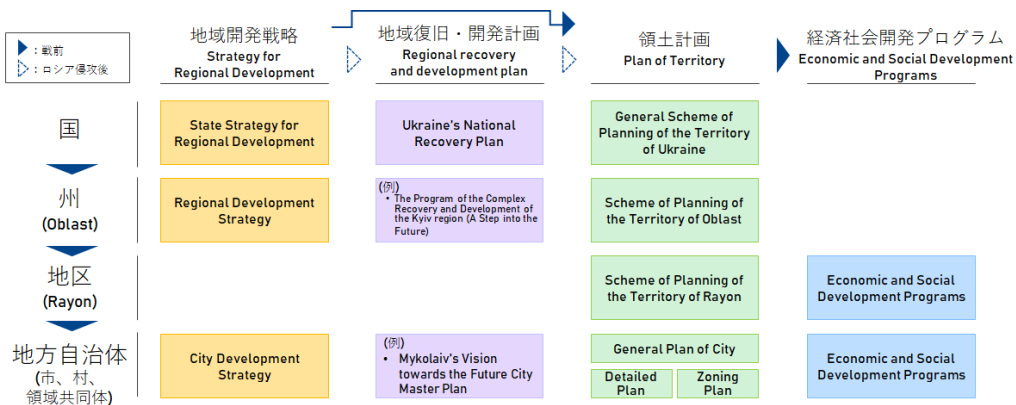 ：戦前
：ロシア侵攻後
地域開発戦略
Strategy for
Regional Development
地域復旧・開発計画
Regional recovery
and development plan
領土計画
Plan of Territory
経済社会開発プログラム
Economic and Social Development
Programs
国
State Strategy for
Regional Development
Ukraine's National
Recovery Plan
General Scheme of
Planning of the Territory
of Ukraine
州
(Oblast)
Regional Development
Strategy
(例)
• The Program of the Complex
Recovery and Development of
the Kyiv region (A Step into the
Future)
Scheme of Planning of
the Territory of Oblast
地区
(Rayon)
Scheme of Planning of
the Territory of Rayon
Economic and Social
Development Programs
地方自治体
(市、村、
領域共同体)
City Development
Strategy
(例)
• Mykolaiv's Vision
towards the Future City
Master Plan
General Plan of City
Detailed
Plan
Zoning
Plan
Economic and Social
Development Programs